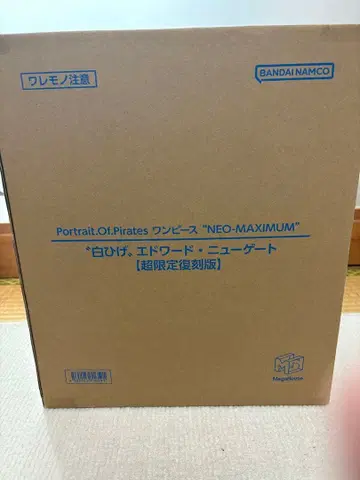 ワレモノ注意
BANDAI NAMCO
Portrait.Of.Pirates ワンピース “NEO-MAXIMUM”
“白ひげ” エドワード・ニューゲート
【超限定復刻版】
MegaHouse